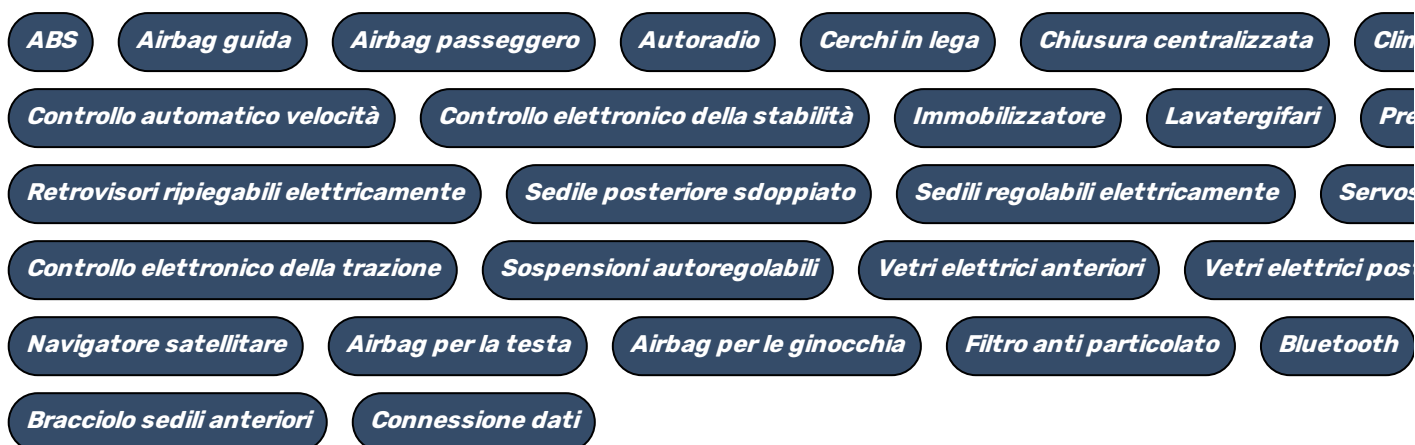 ABS Airbag guida Airbag passeggero Autoradio Cerchi in lega Chiusura centralizzata
Controllo automatico velocità Controllo elettronico della stabilità Immobilizzatore Lavatergifari
Retrovisori ripiegabili elettricamente Sedile posteriore sdoppiato Sedili regolabili elettricamente
Controllo elettronico della trazione Sospensioni autoregolabili Vetri elettrici anteriori Vetri elettrici
Navigatore satellitare Airbag per la testa Airbag per le ginocchia Filtro anti particolato Bluetooth
Bracciolo sedili anteriori Connessione dati